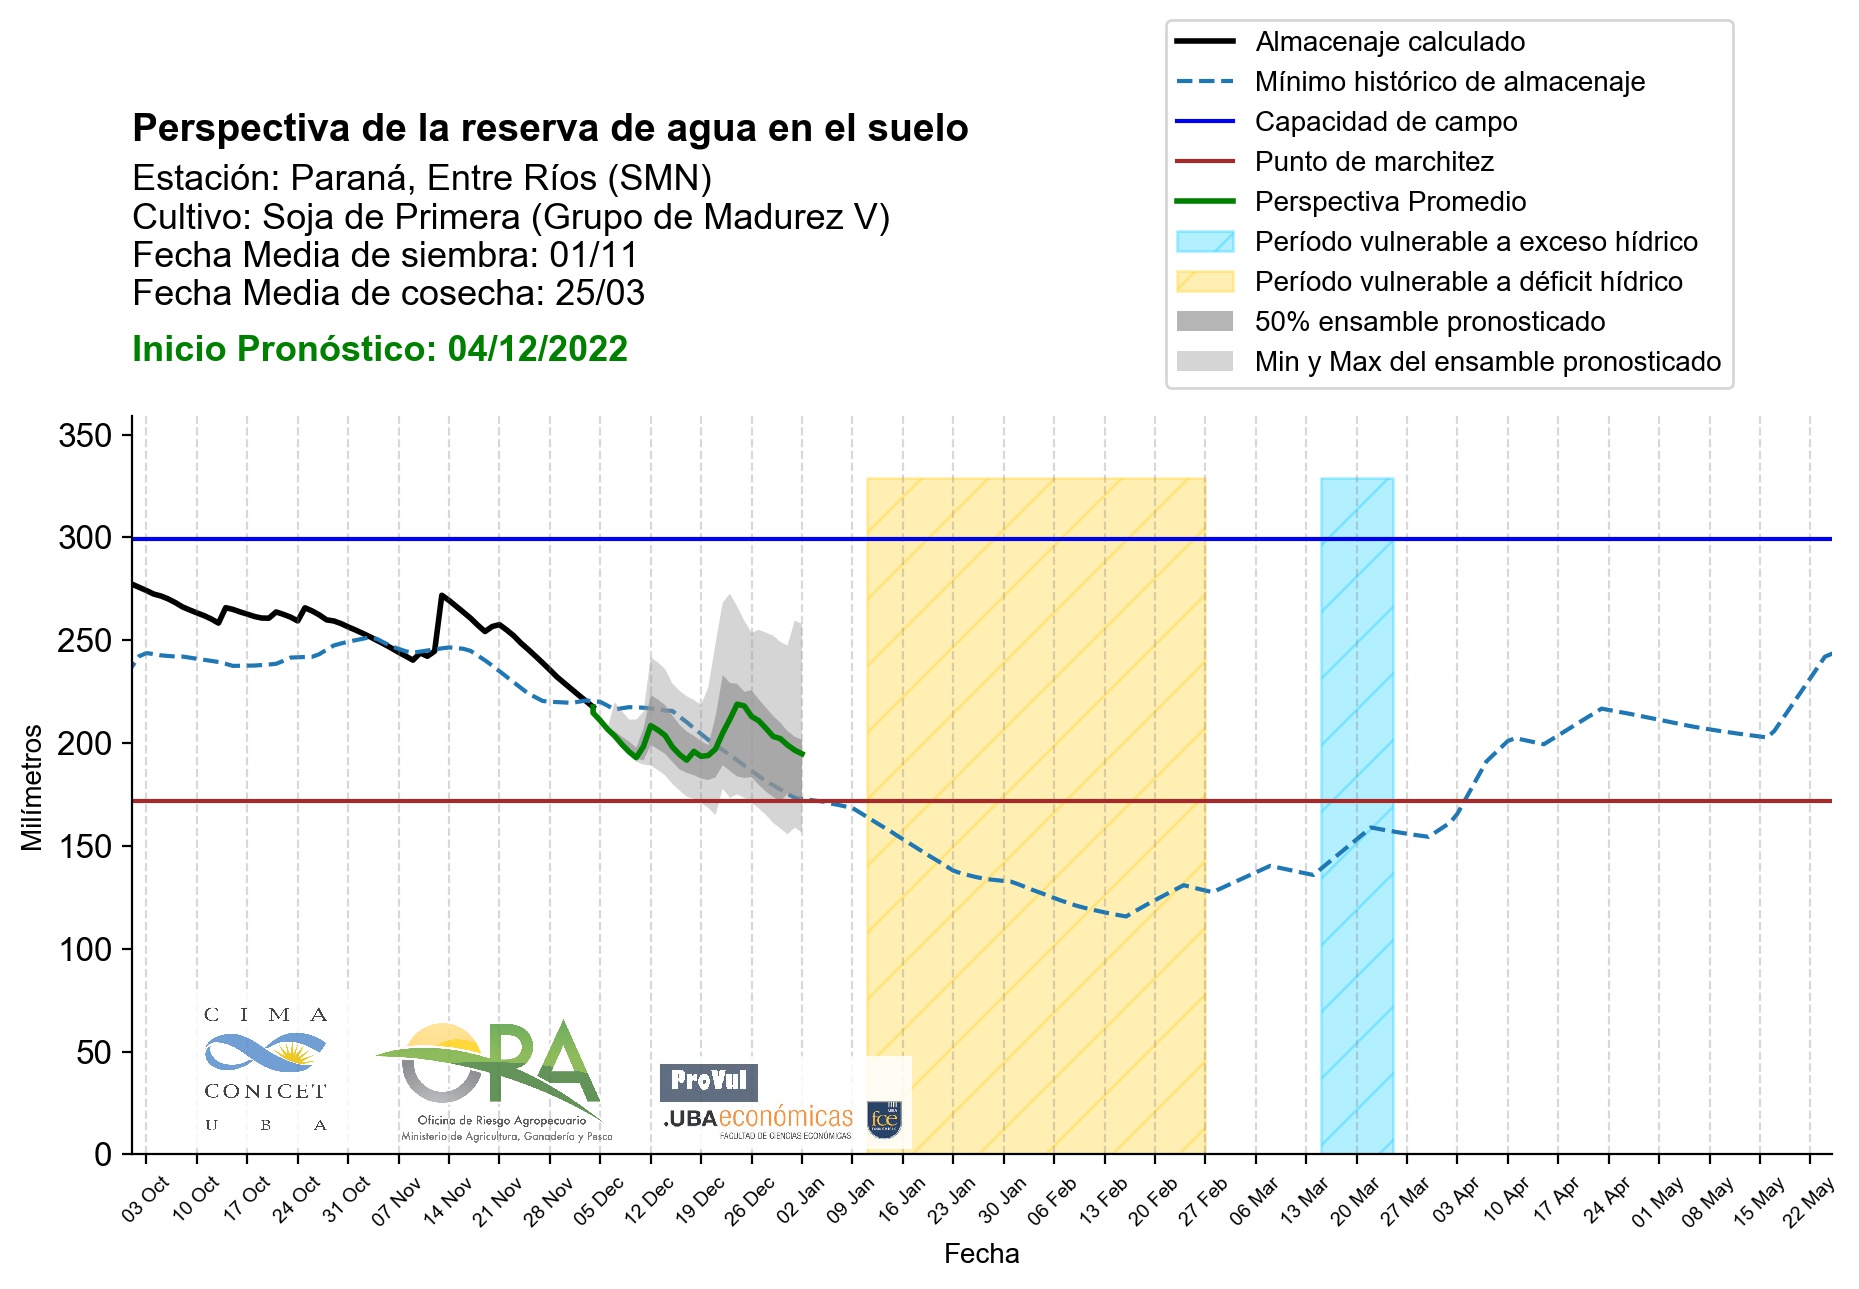 Almacenaje calculado
Mínimo histórico de almacenaje
Capacidad de campo
Punto de marchitez
Perspectiva Promedio
Período vulnerable a exceso hídrico
Período vulnerable a déficit hídrico
50% ensamble pronosticado
Min y Max del ensamble pronosticado
Perspectiva de la reserva de agua en el suelo
Estación: Paraná, Entre Ríos (SMN)
Cultivo: Soja de Primera (Grupo de Madurez V)
Fecha Media de siembra: 01/11
Fecha Media de cosecha: 25/03
Inicio Pronóstico: 04/12/2022
350
300
250
200
150
100
50
0
Milímetros
CIMA
CONICET
UBA
ORA
Oficina de Riesgo Agropecuario
Ministerio de Agricultura, Ganadería y Pesca
ProVul
.UBAeconómicas
FACULTAD DE CIENCIAS ECONÓMICAS
fce
03 Oct
10 Oct
17 Oct
24 Oct
31 Oct
07 Nov
14 Nov
21 Nov
28 Nov
05 Dec
12 Dec
19 Dec
26 Dec
02 Jan
09 Jan
16 Jan
23 Jan
30 Jan
06 Feb
13 Feb
20 Feb
27 Feb
06 Mar
13 Mar
20 Mar
27 Mar
03 Apr
10 Apr
17 Apr
24 Apr
01 May
08 May
15 May
22 May
Fecha